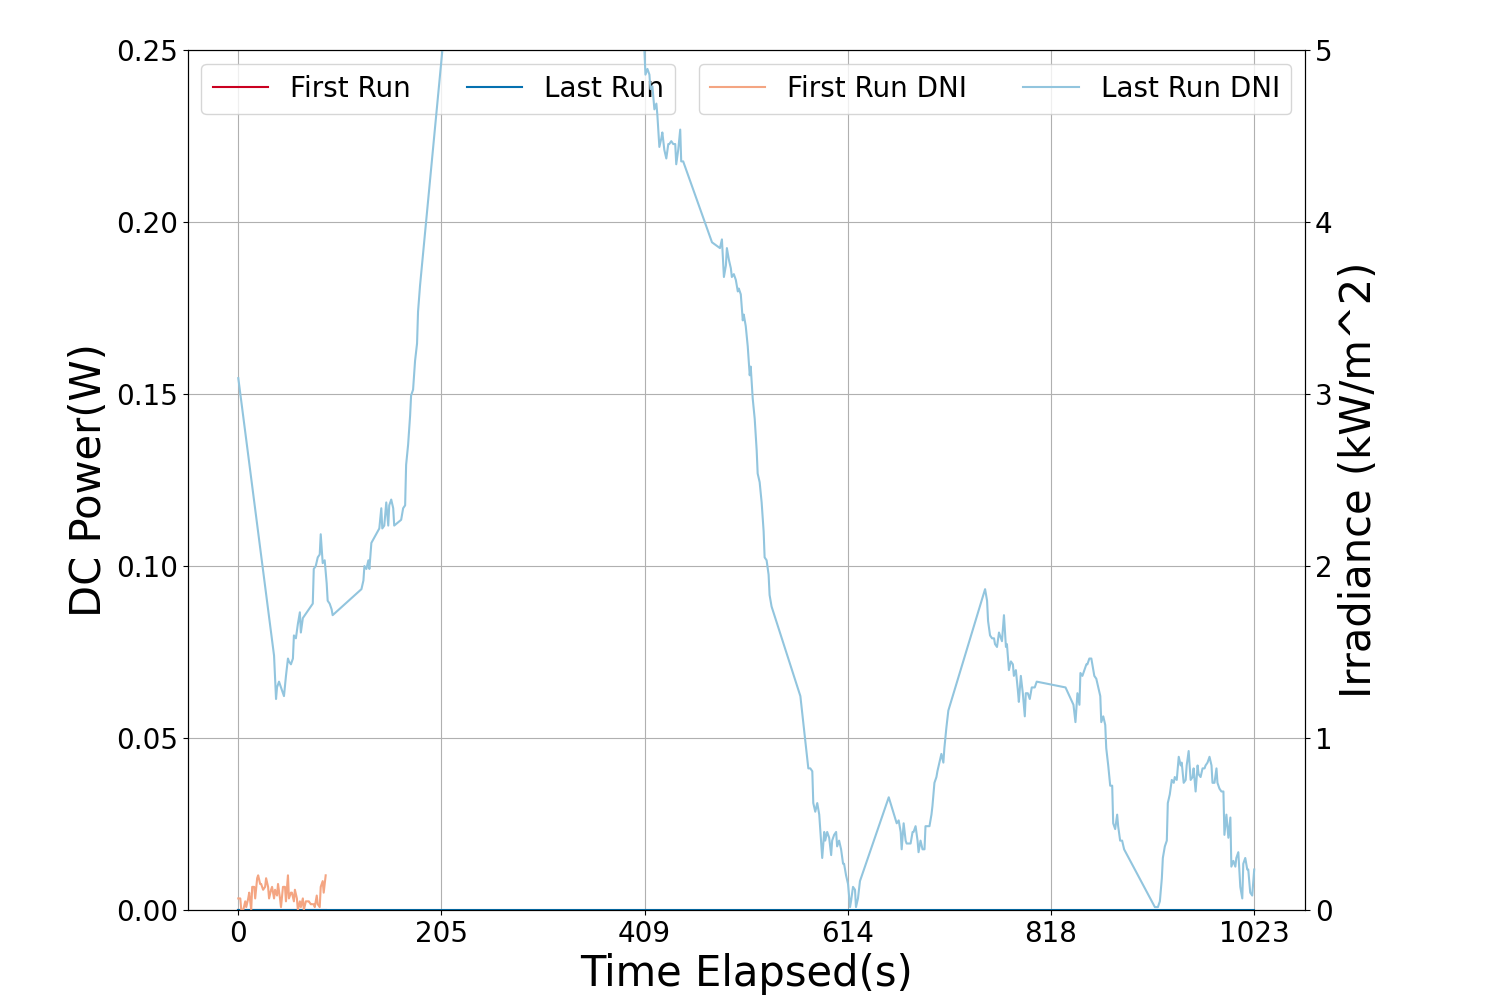 First Run
Last Run
First Run DNI
Last Run DNI
DC Power(W)
0.25
0.20
0.15
0.10
0.05
0.00
5
4
3
2
1
0
Irradiance (kW/m^2)
0 205 409 614 818 1023
Time Elapsed(s)